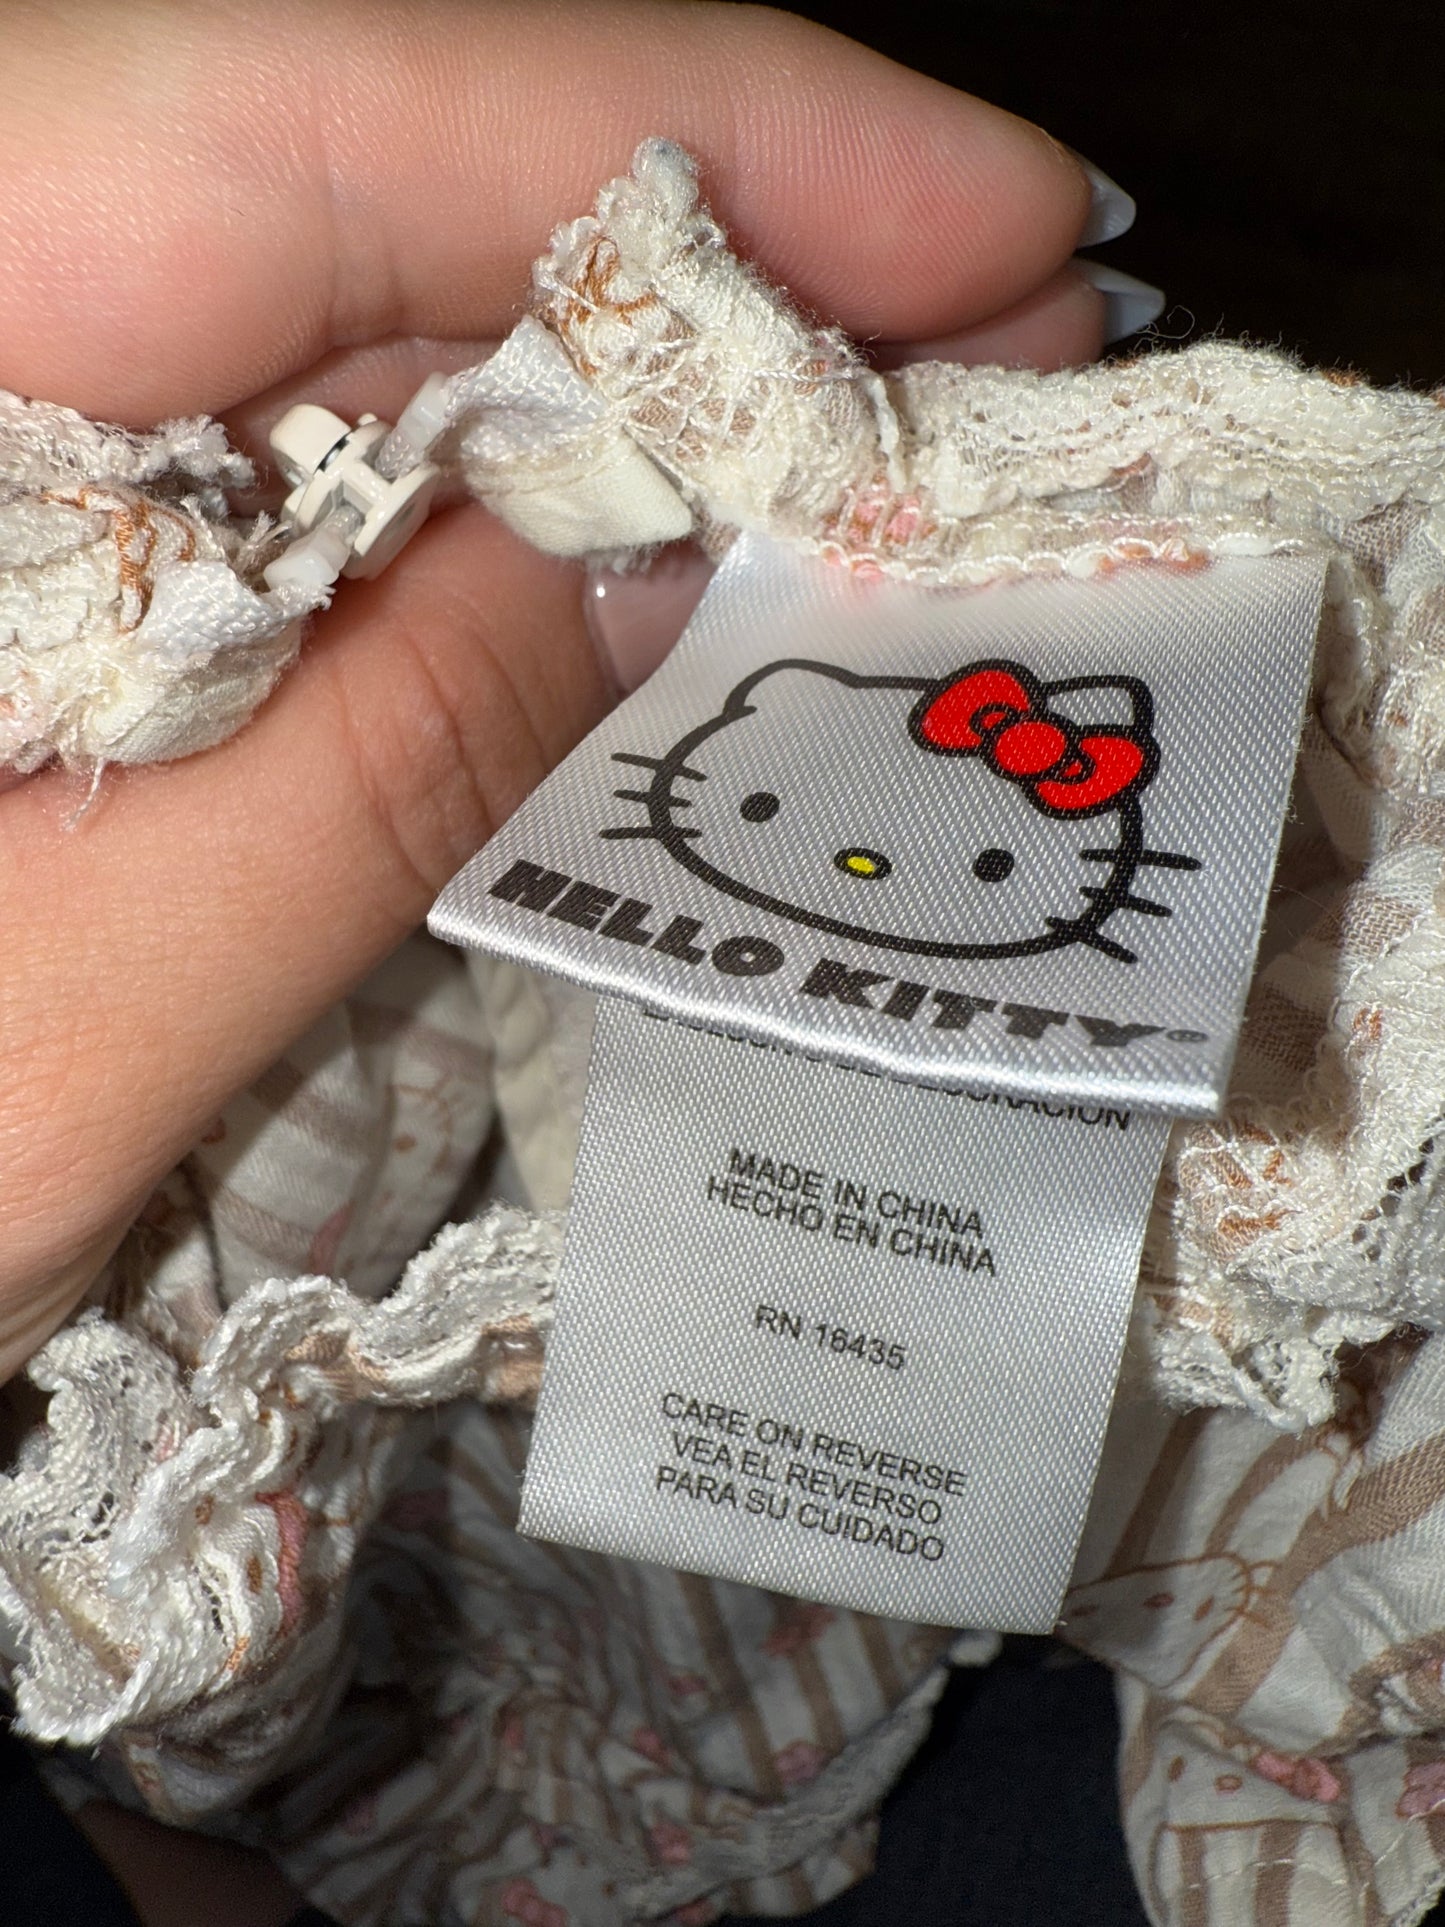 HELLO KITTY®
MADE IN CHINA
HECHO EN CHINA
RN 16435
CARE ON REVERSE
VEA EL REVERSO
PARA SU CUIDADO